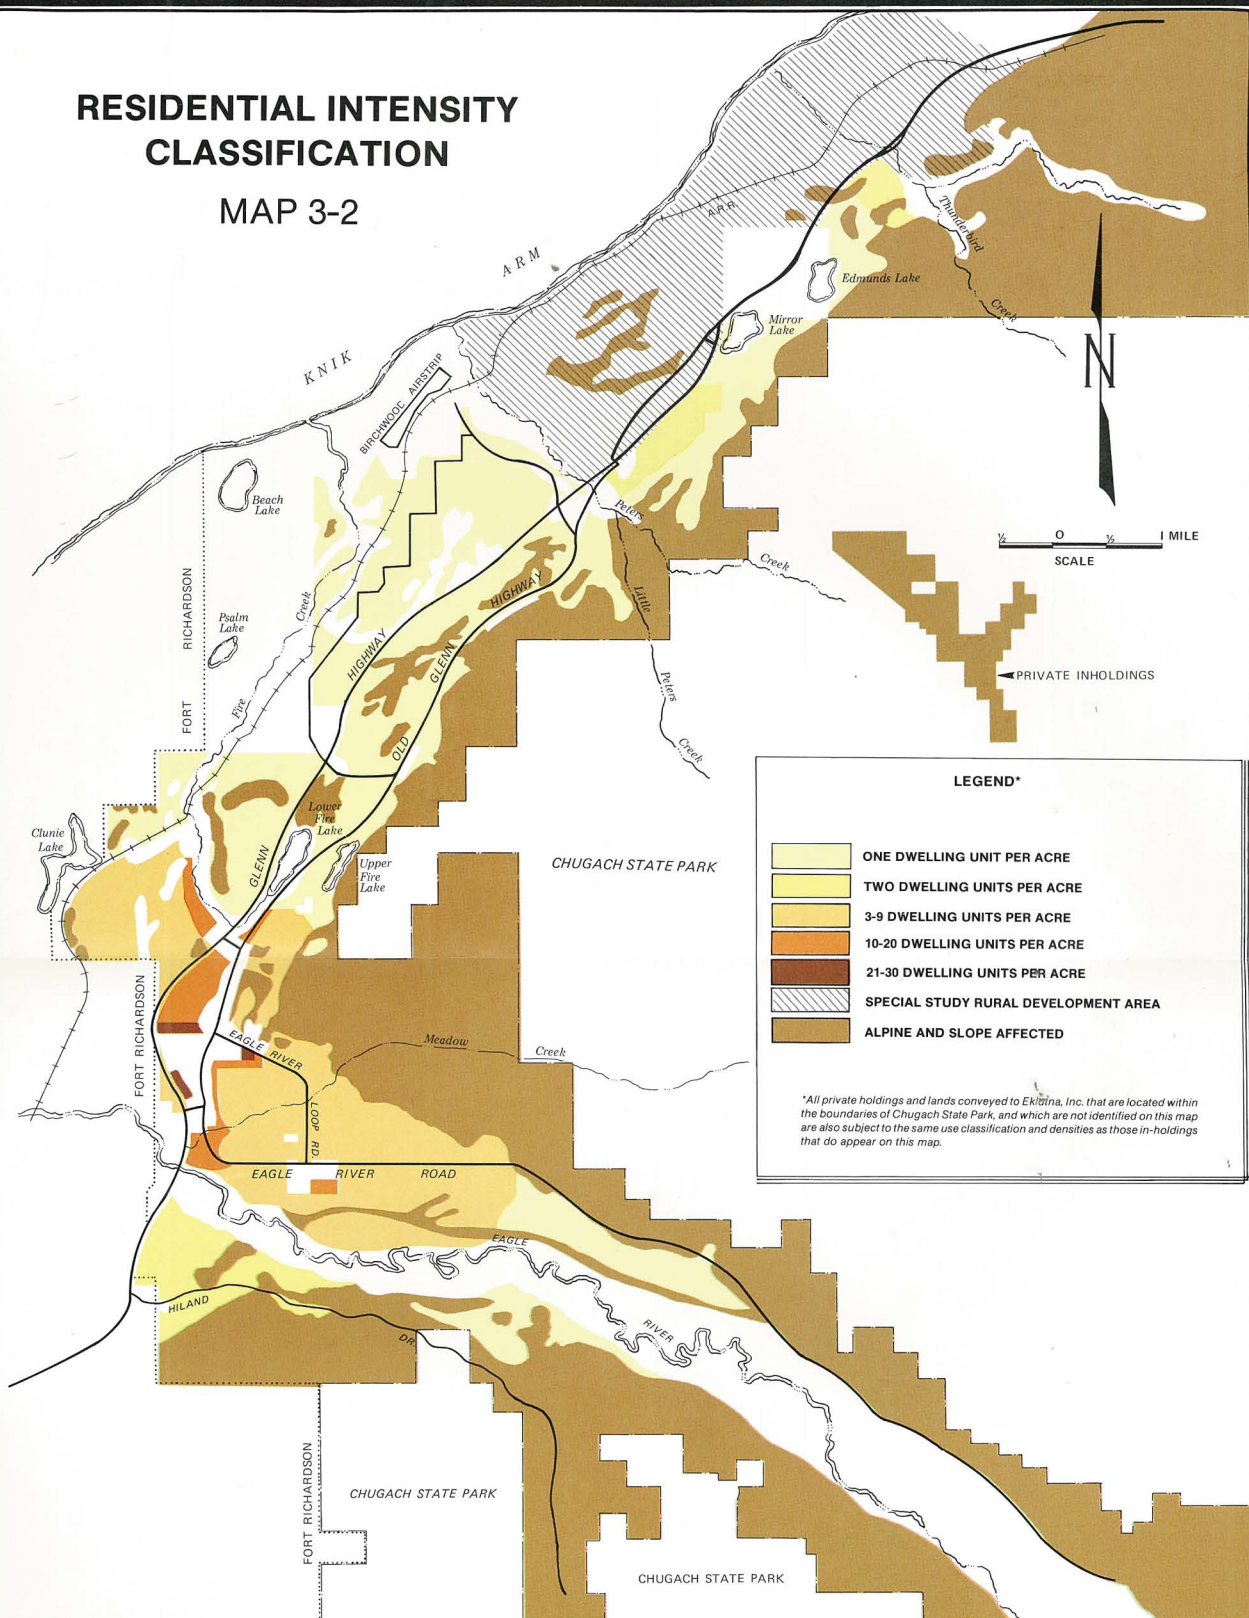 RESIDENTIAL INTENSITY
CLASSIFICATION
MAP 3-2
KNIK
ARM
A.R.R.
Thunderbird
Creek
Edmunds Lake
Mirror
Lake
N
BIRCHWOOD AIRSTRIP
Beach
Lake
Peters
Creek
½ 0 ½ 1 MILE
SCALE
FORT RICHARDSON
Psalm
Lake
Fire
Creek
HIGHWAY
HIGHWAY
GLENN
OLD
Little
Peters
Creek
PRIVATE INHOLDINGS
Lower
Fire
Lake
Clunie
Lake
GLENN
Upper
Fire
Lake
CHUGACH STATE PARK
LEGEND*
ONE DWELLING UNIT PER ACRE
TWO DWELLING UNITS PER ACRE
3-9 DWELLING UNITS PER ACRE
10-20 DWELLING UNITS PER ACRE
21-30 DWELLING UNITS PER ACRE
SPECIAL STUDY RURAL DEVELOPMENT AREA
ALPINE AND SLOPE AFFECTED
*All private holdings and lands conveyed to Eklutna, Inc. that are located within
the boundaries of Chugach State Park, and which are not identified on this map
are also subject to the same use classification and densities as those in-holdings
that do appear on this map.
FORT RICHARDSON
EAGLE RIVER
LOOP RD.
Meadow
Creek
EAGLE RIVER ROAD
EAGLE
RIVER
HILAND
DR.
FORT RICHARDSON
CHUGACH STATE PARK
CHUGACH STATE PARK